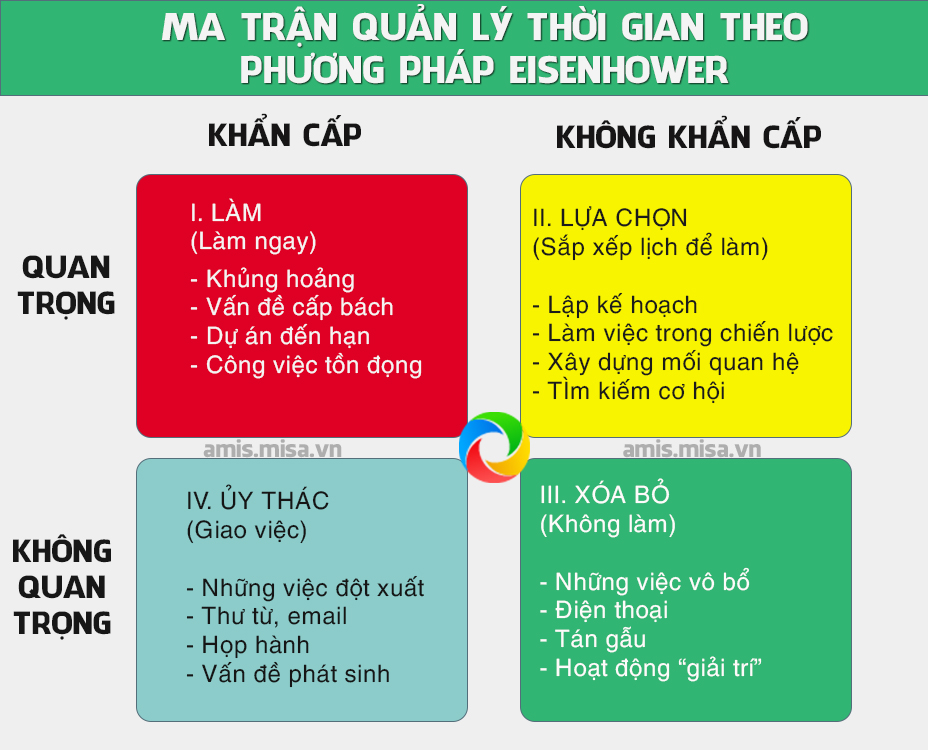 MA TRẬN QUẢN LÝ THỜI GIAN THEO
PHƯƠNG PHÁP EISENHOWER
KHẨN CẤP
KHÔNG KHẨN CẤP
QUAN
TRỌNG
I. LÀM
(Làm ngay)
- Khủng hoảng
- Vấn đề cấp bách
- Dự án đến hạn
- Công việc tồn đọng
II. LỰA CHỌN
(Sắp xếp lịch để làm)
- Lập kế hoạch
- Làm việc trong chiến lược
- Xây dựng mối quan hệ
- TÌm kiếm cơ hội
amis.misa.vn
amis.misa.vn
KHÔNG
QUAN
TRỌNG
IV. ỦY THÁC
(Giao việc)
- Những việc đột xuất
- Thư từ, email
- Họp hành
- Vấn đề phát sinh
III. XÓA BỎ
(Không làm)
- Những việc vô bổ
- Điện thoại
- Tán gẫu
- Hoạt động “giải trí”